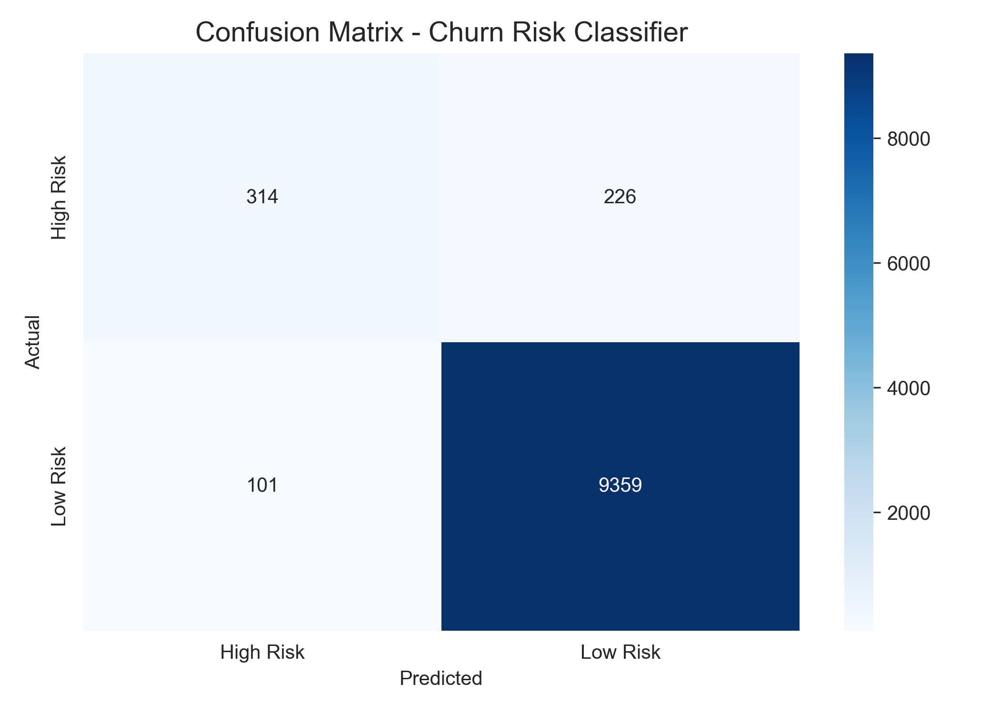 Confusion Matrix - Churn Risk Classifier
Actual
High Risk
Low Risk
314
226
101
9359
High Risk
Low Risk
Predicted
8000
6000
4000
2000